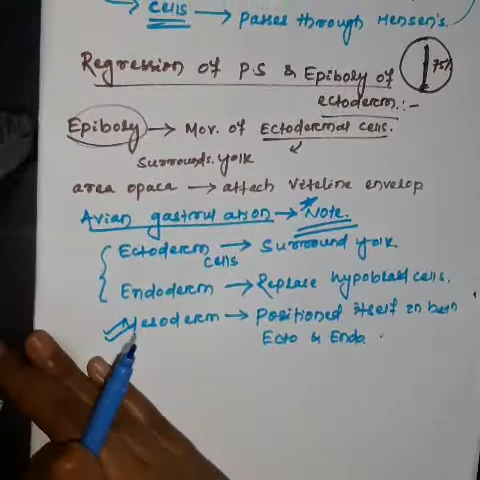 cells → passes through Hensen's.
Regression of PS & Epiboly of
ectoderm :-
75%
Epiboly → Mov. of Ectodermal cells.
surrounds yolk
area opaca → attach viteline envelop
Avian gastrulation → Note.
Ectoderm cells → Surround yolk
Endoderm → Replace hypoblast cells.
Mesoderm → Positioned itself in betn
Ecto & Endo.